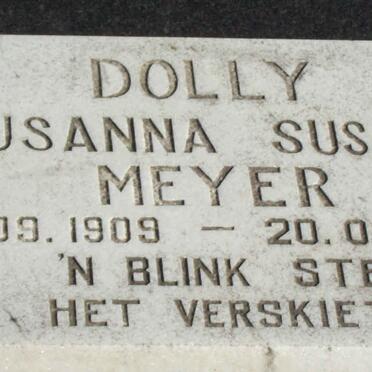 DOLLY
USANNA SUS
MEYER
09.1909 — 20.0
'N BLINK STE
HET VERSKIET